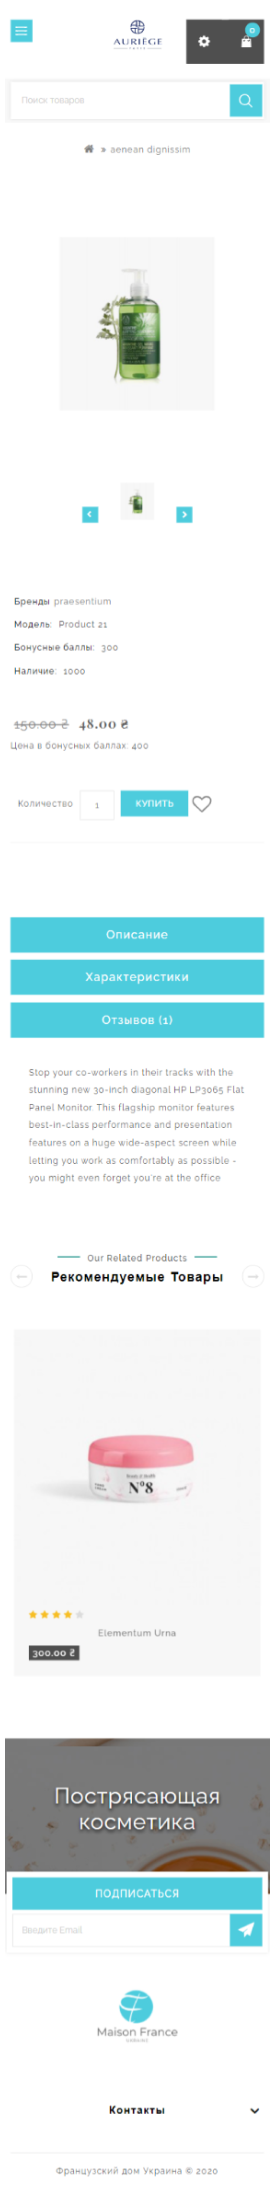 AURIÈGE
PARIS
0
Поиск товаров
» aenean dignissim
Бренды praesentium
Модель: Product 21
Бонусные баллы: 300
Наличие: 1000
150.00 ₴ 48.00 ₴
Цена в бонусных баллах: 400
Количество 1 КУПИТЬ
Описание
Характеристики
Отзывов (1)
Stop your co-workers in their tracks with the
stunning new 30-inch diagonal HP LP3065 Flat
Panel Monitor. This flagship monitor features
best-in-class performance and presentation
features on a huge wide-aspect screen while
letting you work as comfortably as possible -
you might even forget you're at the office
Our Related Products
Рекомендуемые Товары
Nº8
Elementum Urna
300.00 ₴
Пострясающая
косметика
ПОДПИСАТЬСЯ
Введите Email
Maison France
UKRAINE
Контакты
Французский дом Украина © 2020